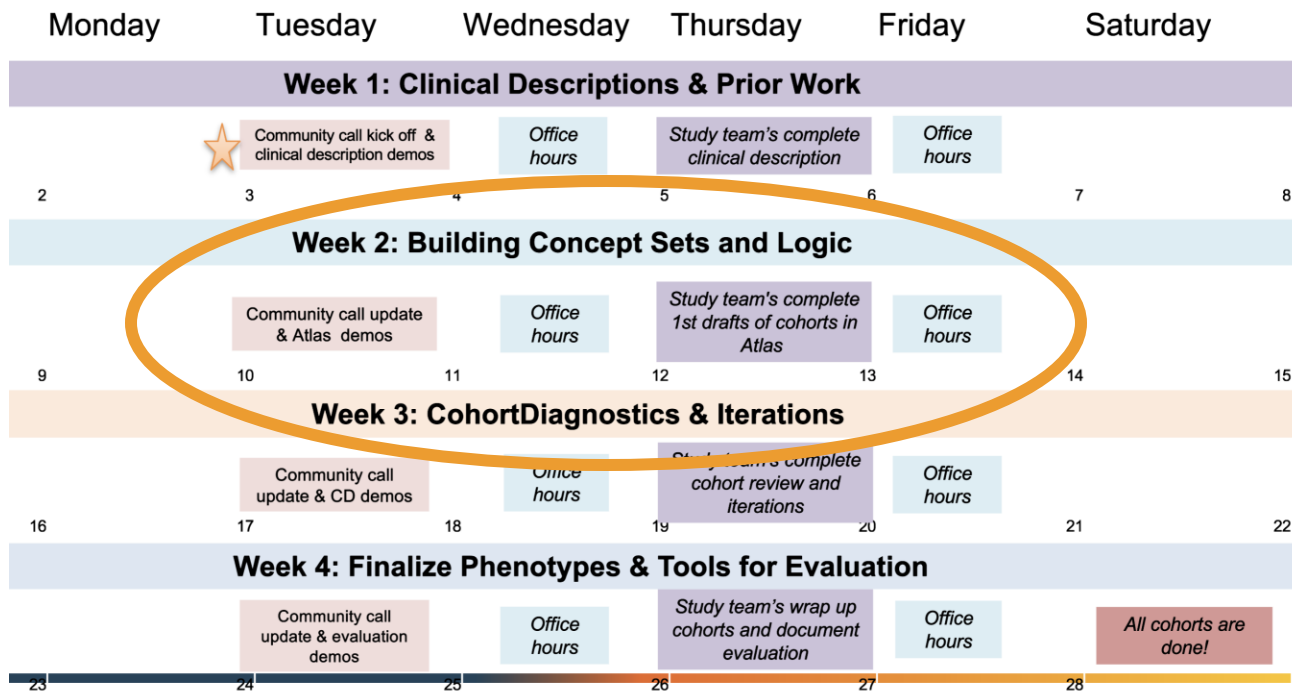 Monday Tuesday Wednesday Thursday Friday Saturday
Week 1: Clinical Descriptions & Prior Work
Community call kick off &
clinical description demos
Office
hours
Study team's complete
clinical description
Office
hours
2 3 4 5 6 7 8
Week 2: Building Concept Sets and Logic
Community call update
& Atlas demos
Office
hours
Study team's complete
1st drafts of cohorts in
Atlas
Office
hours
9 10 11 12 13 14 15
Week 3: CohortDiagnostics & Iterations
Community call
update & CD demos
Office
hours
Study team's complete
cohort review and
iterations
Office
hours
16 17 18 19 20 21 22
Week 4: Finalize Phenotypes & Tools for Evaluation
Community call
update & evaluation
demos
Office
hours
Study team's wrap up
cohorts and document
evaluation
Office
hours
All cohorts are
done!
23 24 25 26 27 28